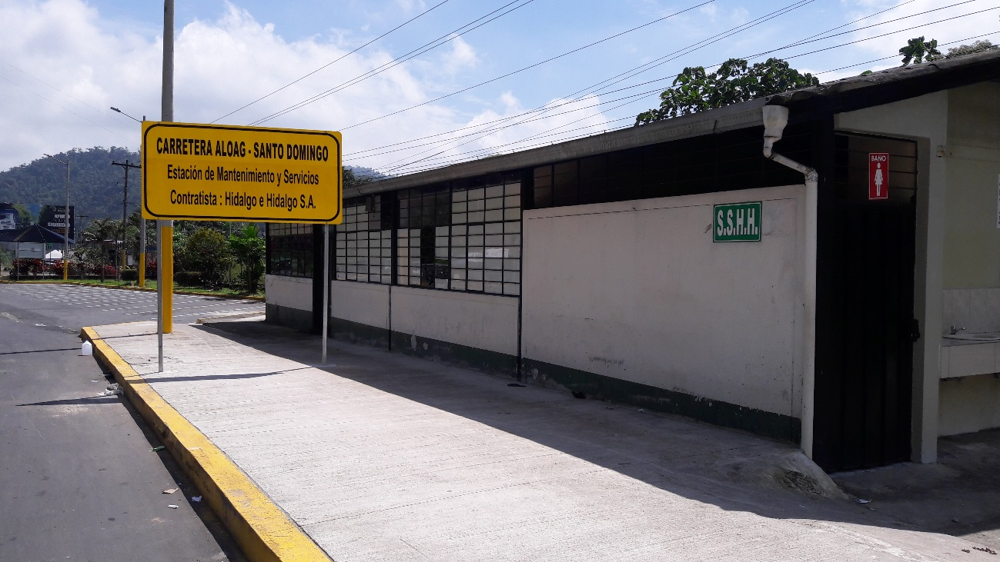 CARRETERA ALOAG - SANTO DOMINGO
Estación de Mantenimiento y Servicios
Contratista : Hidalgo e Hidalgo S.A.
S.S.H.H.
BAÑO